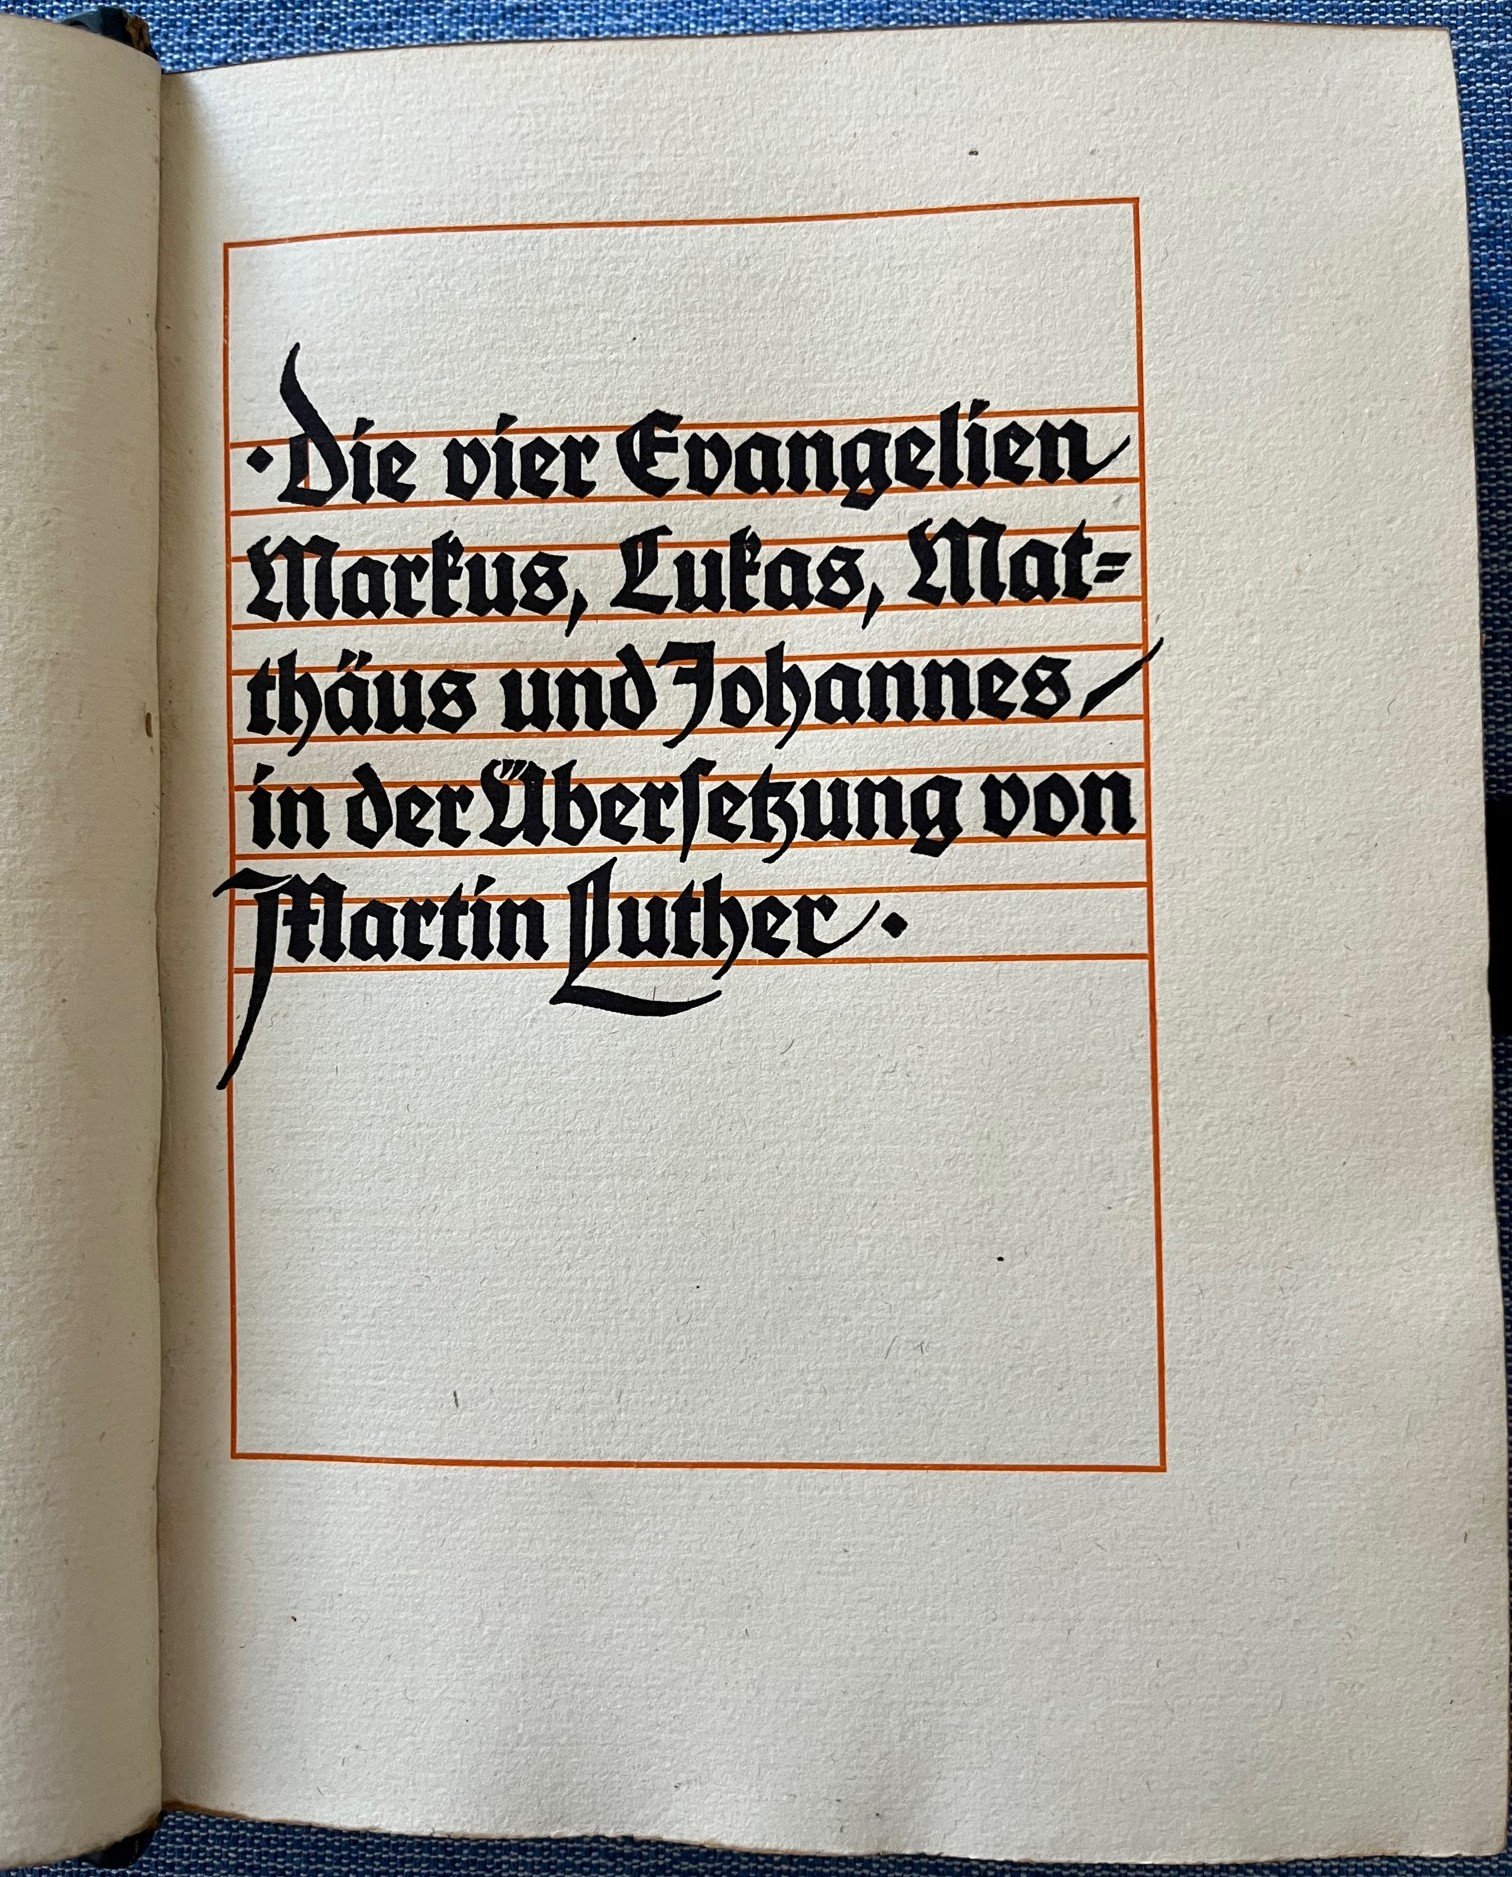 · Die vier Evangelien
Markus, Lukas, Mat=
thäus und Johannes /
in der Übersetzung von
Martin Luther ·